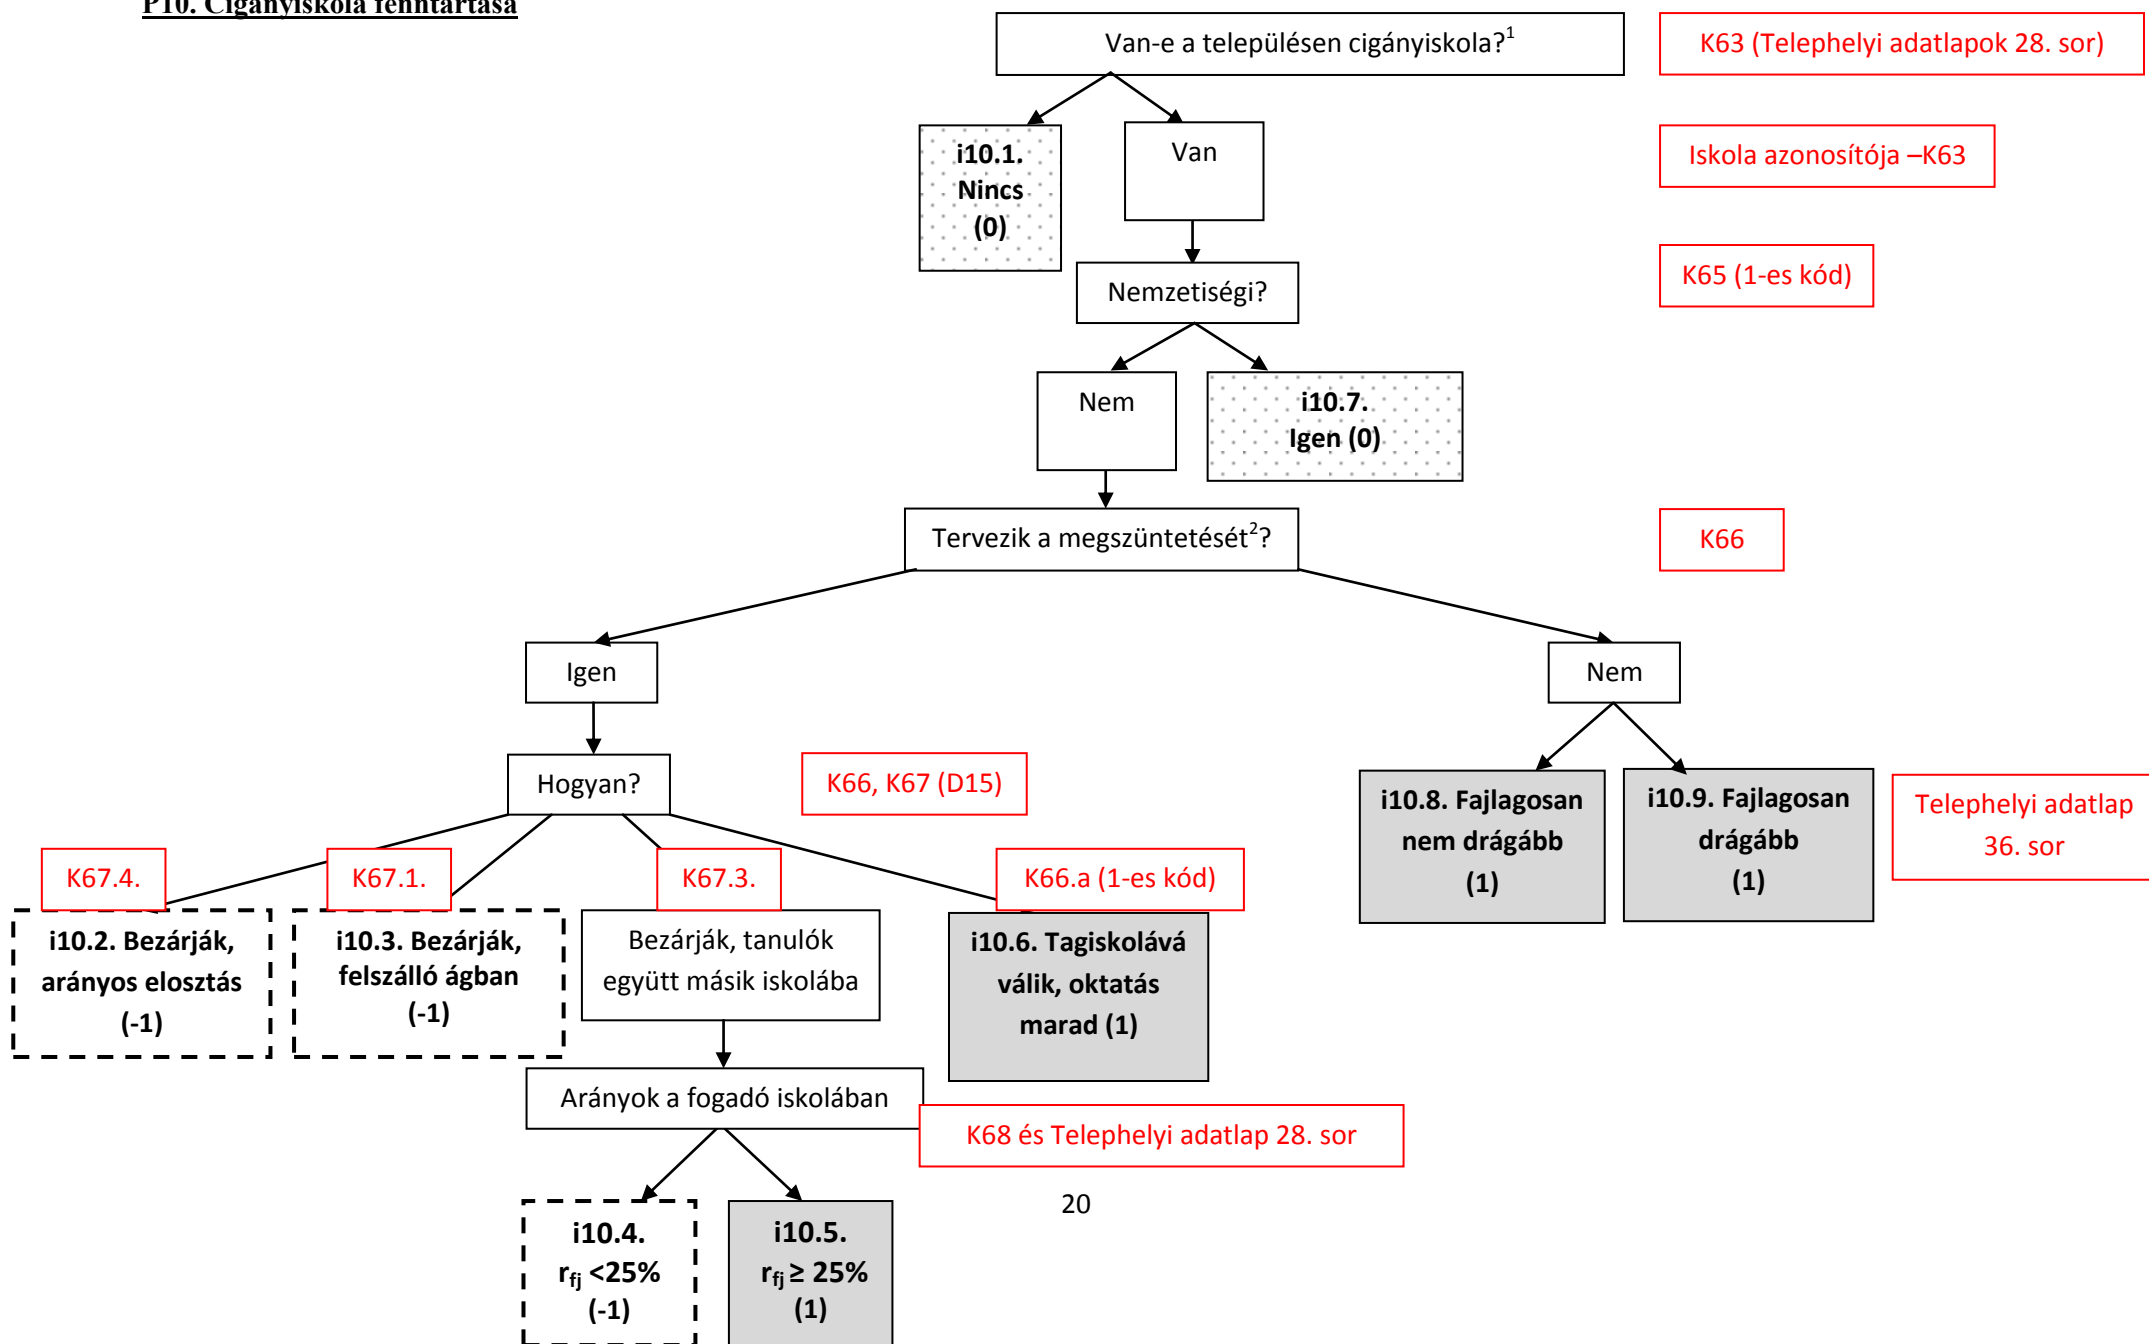 P10. Cigányiskola fenntartása
Van-e a településen cigányiskola?1
K63 (Telephelyi adatlapok 28. sor)
i10.1.
Nincs
(0)
Van
Iskola azonosítója –K63
Nemzetiségi?
K65 (1-es kód)
Nem
i10.7.
Igen (0)
Tervezik a megszüntetését2?
K66
Igen
Nem
Hogyan?
K66, K67 (D15)
i10.8. Fajlagosan
nem drágább
(1)
i10.9. Fajlagosan
drágább
(1)
Telephelyi adatlap
36. sor
K67.4.
K67.1.
K67.3.
K66.a (1-es kód)
i10.2. Bezárják,
arányos elosztás
(-1)
i10.3. Bezárják,
felszálló ágban
(-1)
Bezárják, tanulók
együtt másik iskolába
i10.6. Tagiskolává
válik, oktatás
marad (1)
Arányok a fogadó iskolában
K68 és Telephelyi adatlap 28. sor
i10.4.
rfj <25%
(-1)
i10.5.
rfj ≥ 25%
(1)
20